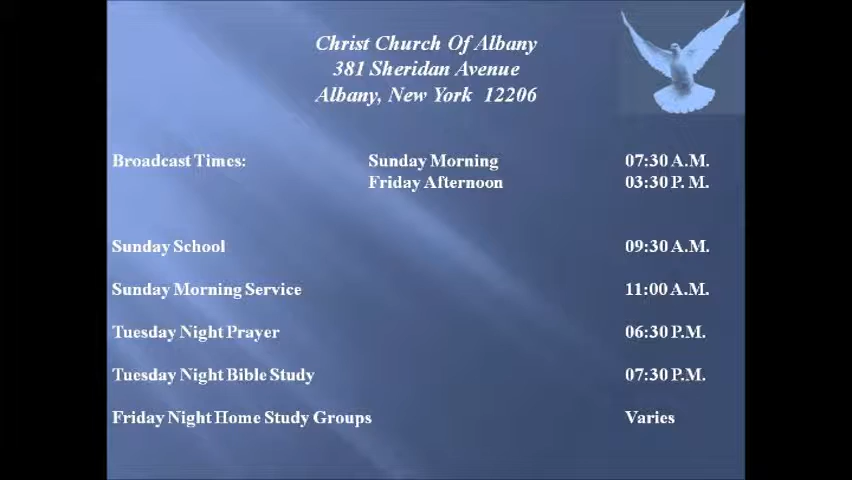 Christ Church Of Albany
381 Sheridan Avenue
Albany, New York 12206
Broadcast Times: Sunday Morning 07:30 A.M.
Friday Afternoon 03:30 P. M.
Sunday School 09:30 A.M.
Sunday Morning Service 11:00 A.M.
Tuesday Night Prayer 06:30 P.M.
Tuesday Night Bible Study 07:30 P.M.
Friday Night Home Study Groups Varies